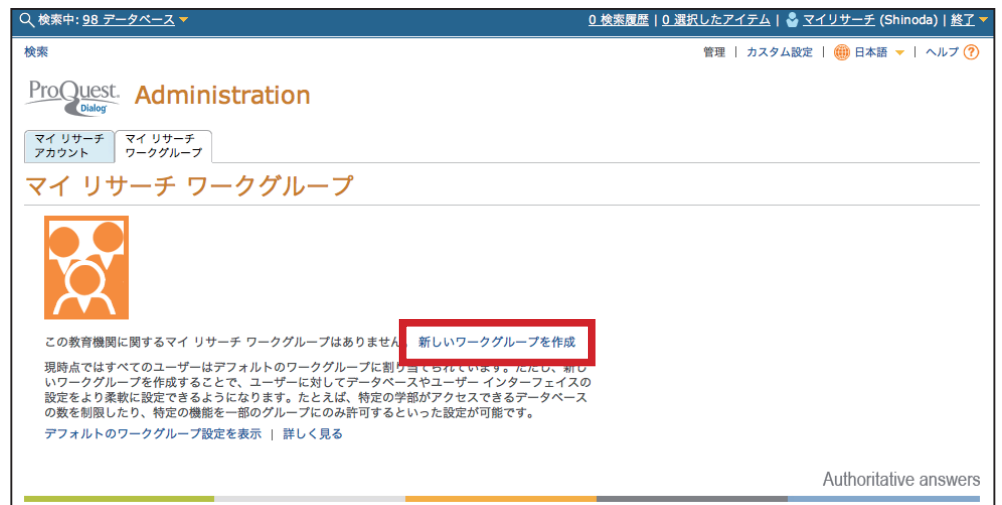 検索中: 98 データベース
0 検索履歴 | 0 選択したアイテム | マイリサーチ (Shinoda) | 終了
検索
管理 | カスタム設定 | 日本語 | ヘルプ ?
ProQuest
Dialog
Administration
マイ リサーチ
アカウント
マイ リサーチ
ワークグループ
マイ リサーチ ワークグループ
この教育機関に関するマイ リサーチ ワークグループはありません 新しいワークグループを作成
現時点ではすべてのユーザーはデフォルトのワークグループに割り当てられています。ただし、新し
いワークグループを作成することで、ユーザーに対してデータベースやユーザー インターフェイスの
設定をより柔軟に設定できるようになります。たとえば、特定の学部がアクセスできるデータベース
の数を制限したり、特定の機能を一部のグループにのみ許可するといった設定が可能です。
デフォルトのワークグループ設定を表示 | 詳しく見る
Authoritative answers